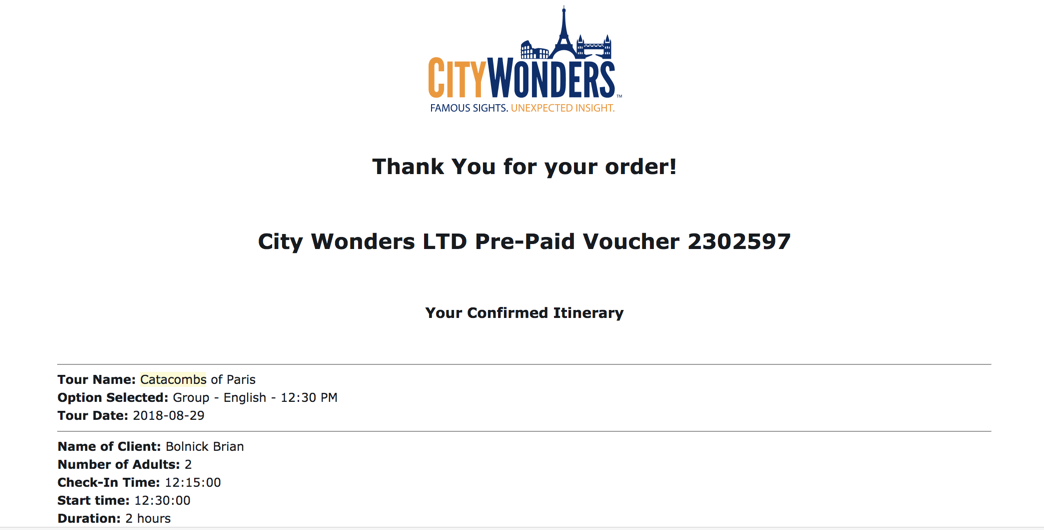 CITYWONDERS™
FAMOUS SIGHTS. UNEXPECTED INSIGHT.
Thank You for your order!
City Wonders LTD Pre-Paid Voucher 2302597
Your Confirmed Itinerary
Tour Name: Catacombs of Paris
Option Selected: Group - English - 12:30 PM
Tour Date: 2018-08-29
Name of Client: Bolnick Brian
Number of Adults: 2
Check-In Time: 12:15:00
Start time: 12:30:00
Duration: 2 hours